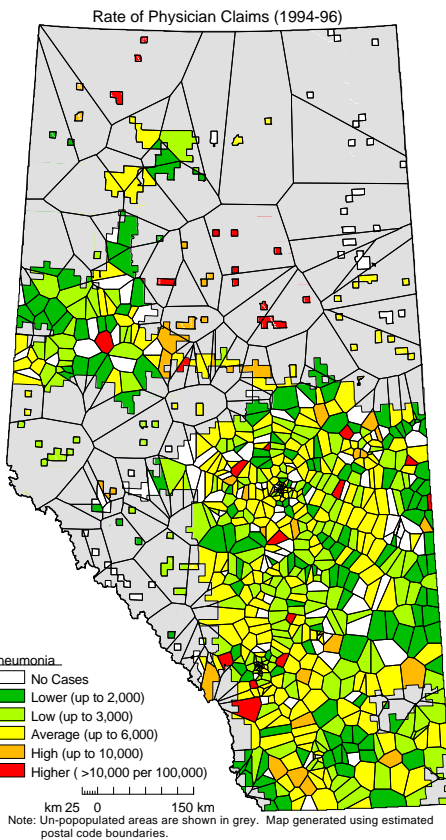 Rate of Physician Claims (1994-96)
neumonia
No Cases
Lower (up to 2,000)
Low (up to 3,000)
Average (up to 6,000)
High (up to 10,000)
Higher ( >10,000 per 100,000)
km 25 0 150 km
Note: Un-popopulated areas are shown in grey. Map generated using estimated
postal code boundaries.